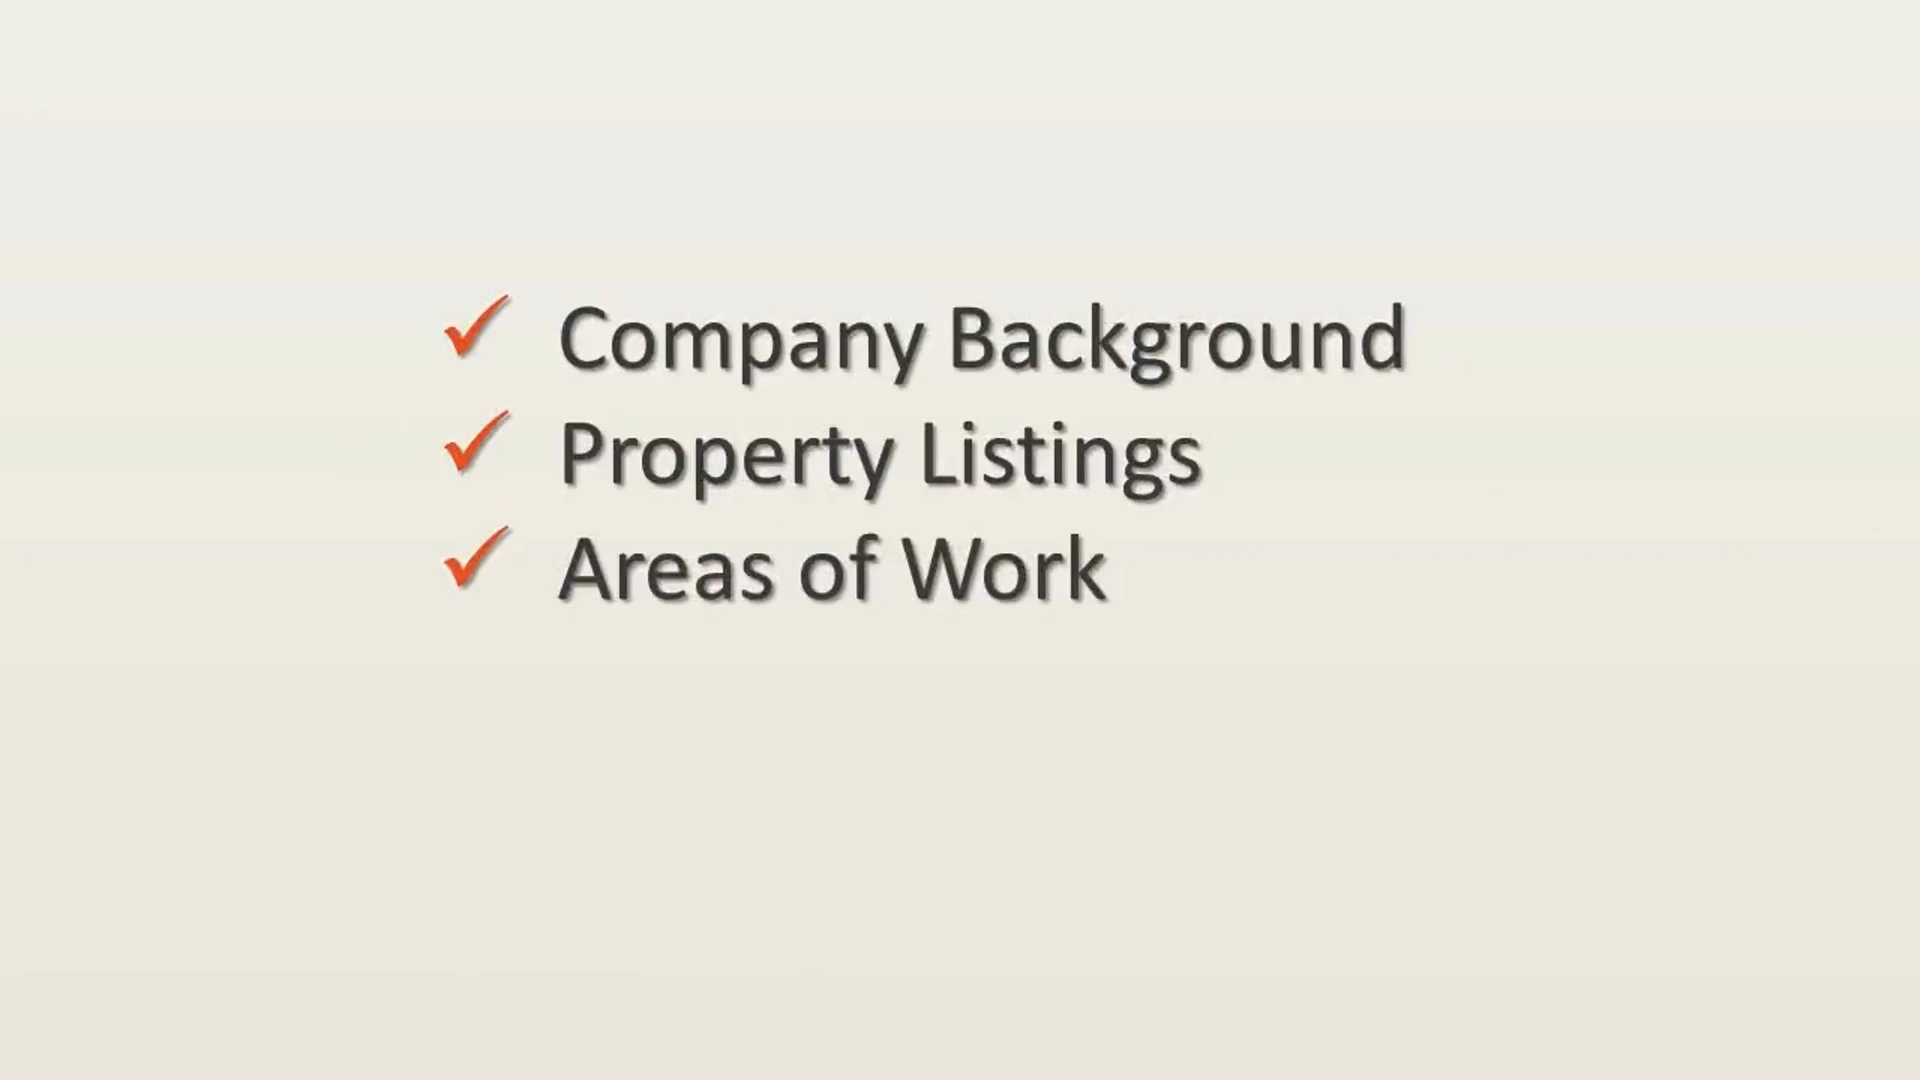 ✓ Company Background
✓ Property Listings
✓ Areas of Work